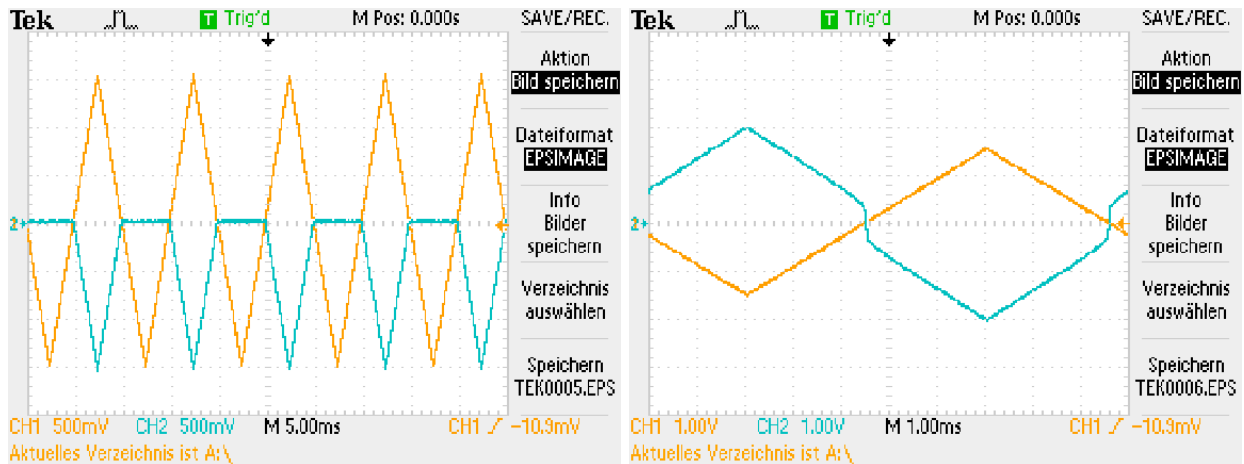 Tek Trig'd M Pos: 0.000s SAVE/REC.
Aktion
Bild speichern
Dateiformat
EPSIMAGE
Info
Bilder
speichern
2
Verzeichnis
auswählen
Speichern
TEK0005.EPS
CH1 500mV CH2 500mV M 5.00ms CH1 -10.9mV
Aktuelles Verzeichnis ist A:\
Tek Trig'd M Pos: 0.000s SAVE/REC.
Aktion
Bild speichern
Dateiformat
EPSIMAGE
Info
Bilder
speichern
2
Verzeichnis
auswählen
Speichern
TEK0006.EPS
CH1 1.00V CH2 1.00V M 1.00ms CH1 -10.9mV
Aktuelles Verzeichnis ist A:\